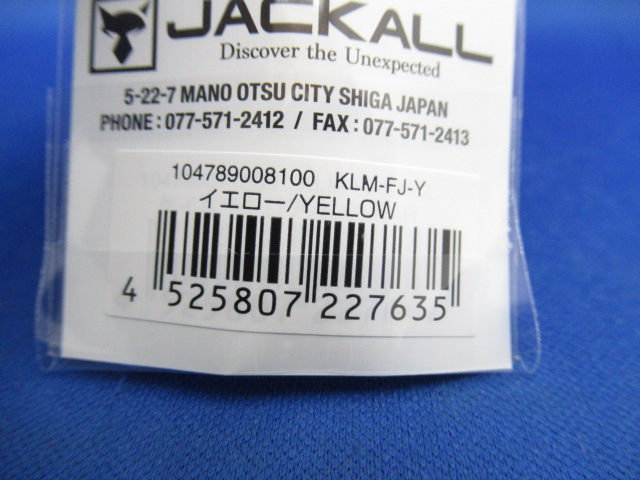 JACKALL
Discover the Unexpected
5-22-7 MANO OTSU CITY SHIGA JAPAN
PHONE : 077-571-2412 / FAX : 077-571-2413
104789008100 KLM-FJ-Y
イエロー/YELLOW
4 525807 227635